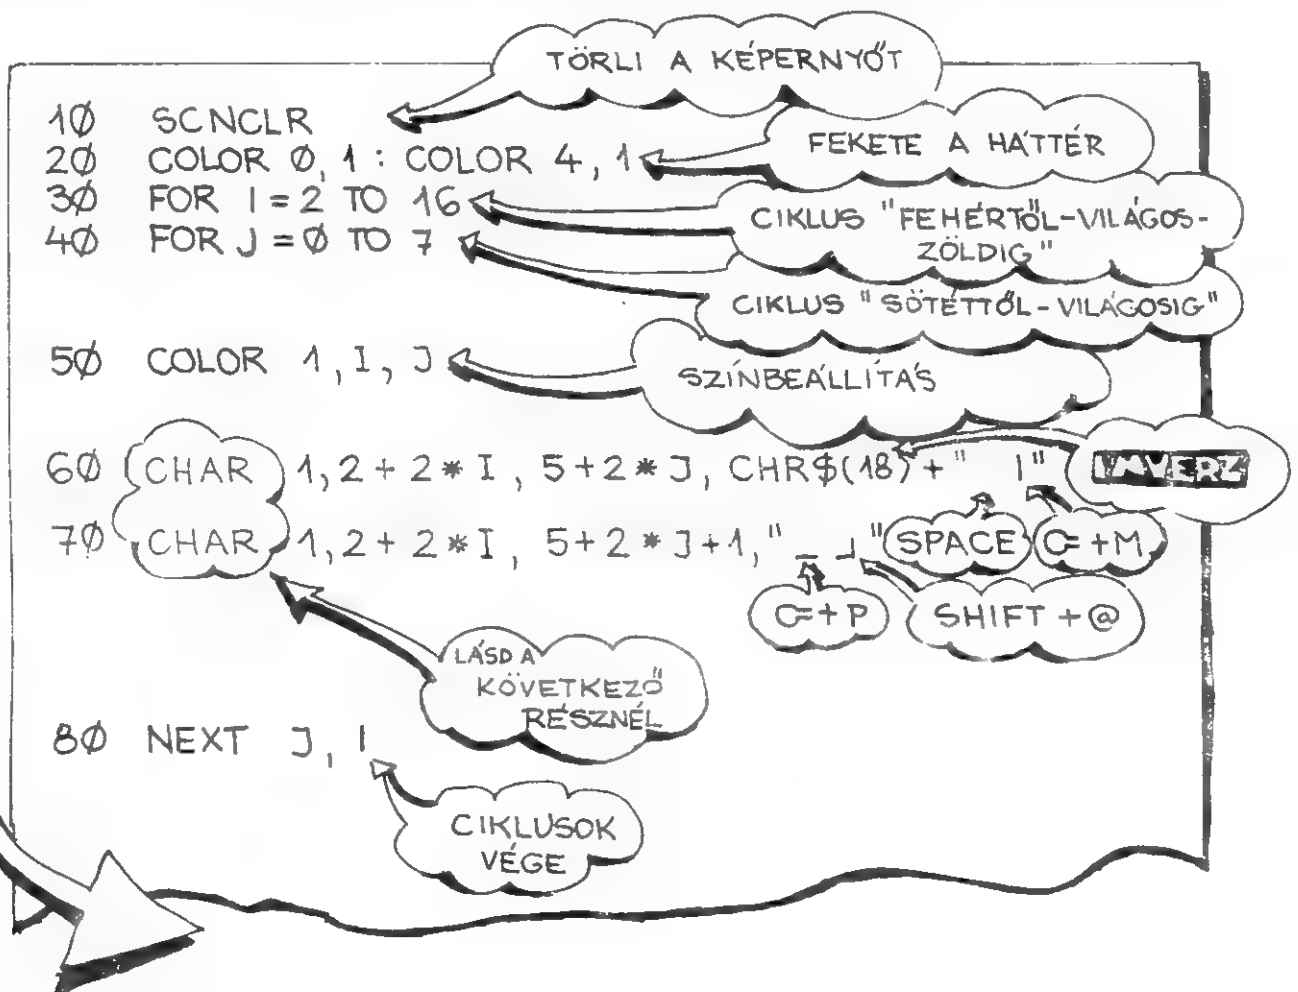 TÖRLI A KÉPERNYŐT
10 SCNCLR
20 COLOR 0,1 : COLOR 4,1
FEKETE A HÁTTÉR
30 FOR I = 2 TO 16
CIKLUS "FEHÉRTŐL-VILÁGOS-
ZÖLDIG"
40 FOR J = 0 TO 7
CIKLUS "SÖTÉTTŐL-VILÁGOSIG"
50 COLOR 1, I, J
SZÍNBEÁLLÍTÁS
60 CHAR 1, 2 + 2 * I, 5 + 2 * J, CHR$(18) + " |"
INVERZ
SPACE
C= + M
70 CHAR 1, 2 + 2 * I, 5 + 2 * J + 1, "_ ┘"
C= + P
SHIFT + @
LÁSD A
KÖVETKEZŐ
RÉSZNÉL
80 NEXT J, I
CIKLUSOK
VÉGE